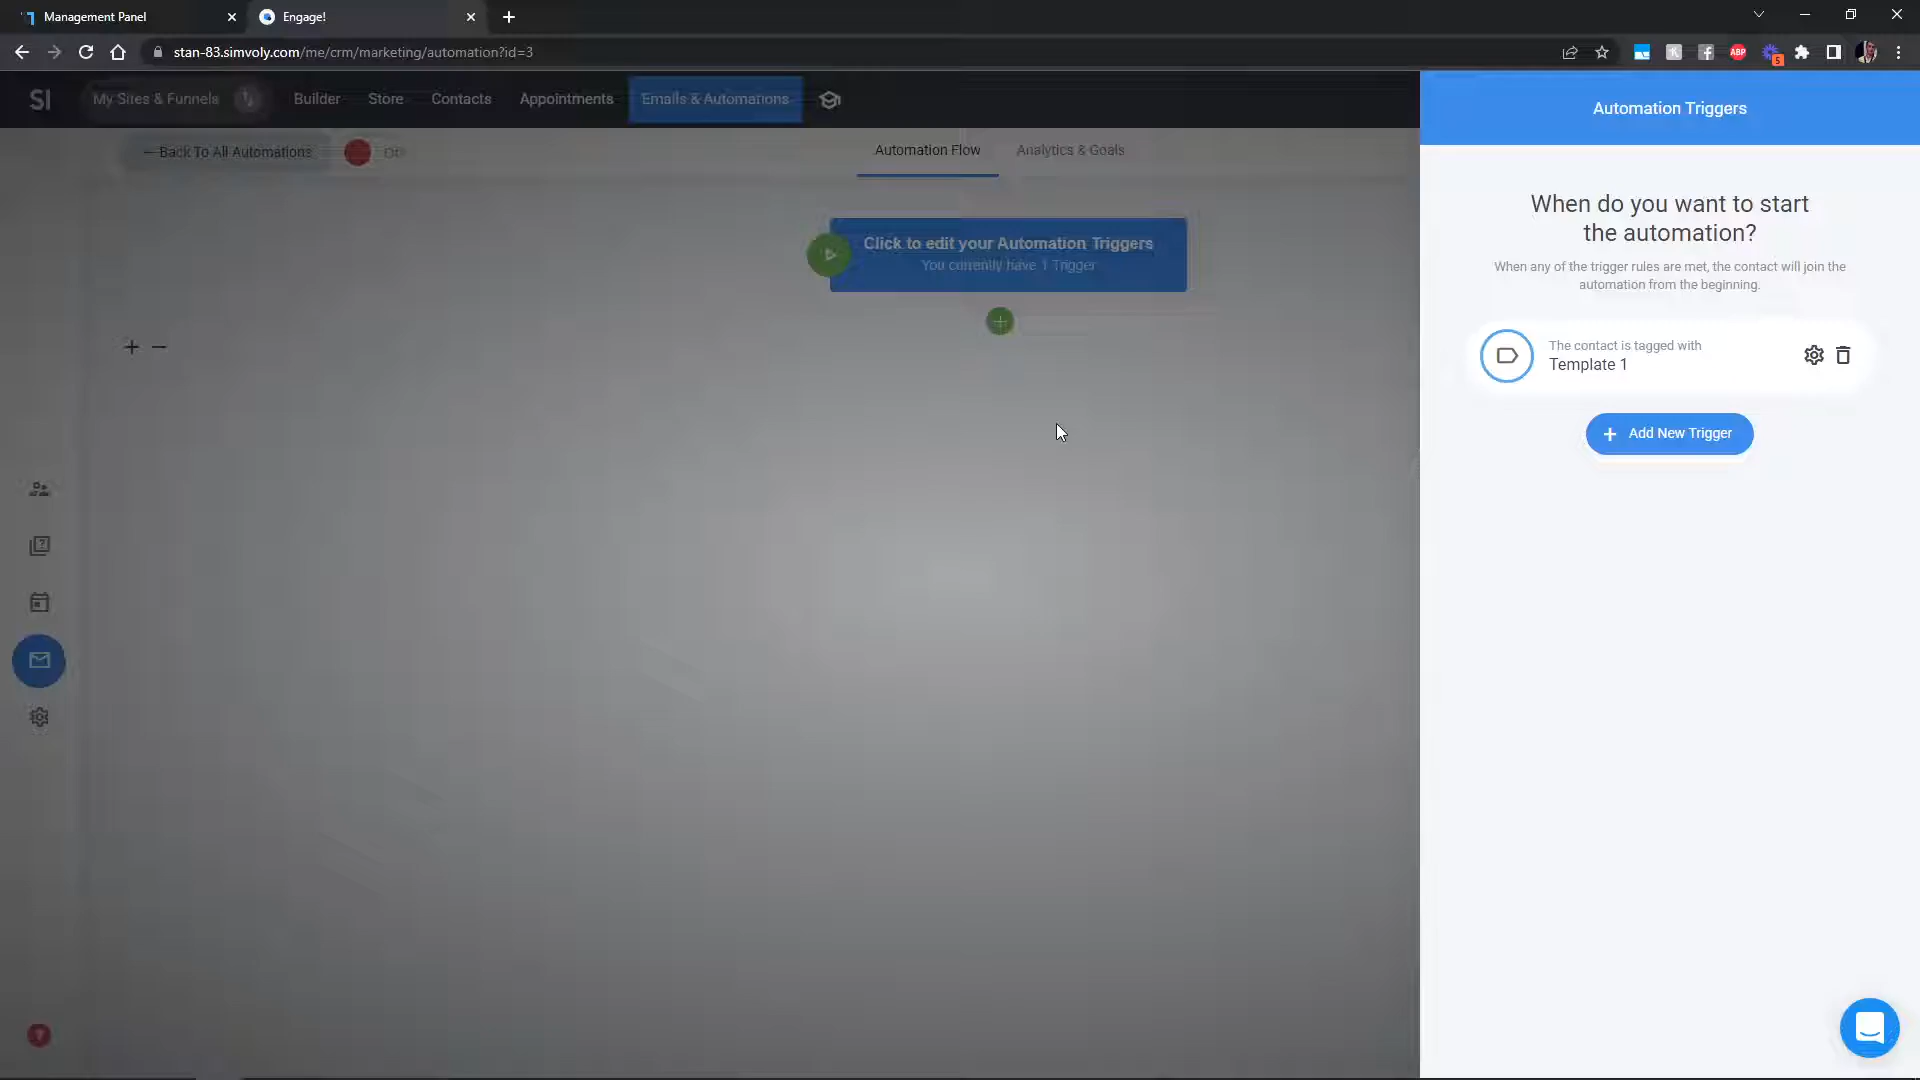 Management Panel
Engage!
stan-83.simvoly.com/me/crm/marketing/automation?id=3
ABP
5
SI
My Sites & Funnels
Builder
Store
Contacts
Appointments
Emails & Automations
Automation Triggers
← Back To All Automations
Automation Flow
Analytics & Goals
When do you want to start
the automation?
When any of the trigger rules are met, the contact will join the
automation from the beginning.
Click to edit your Automation Triggers
You currently have 1 Trigger
The contact is tagged with
Template 1
+ Add New Trigger